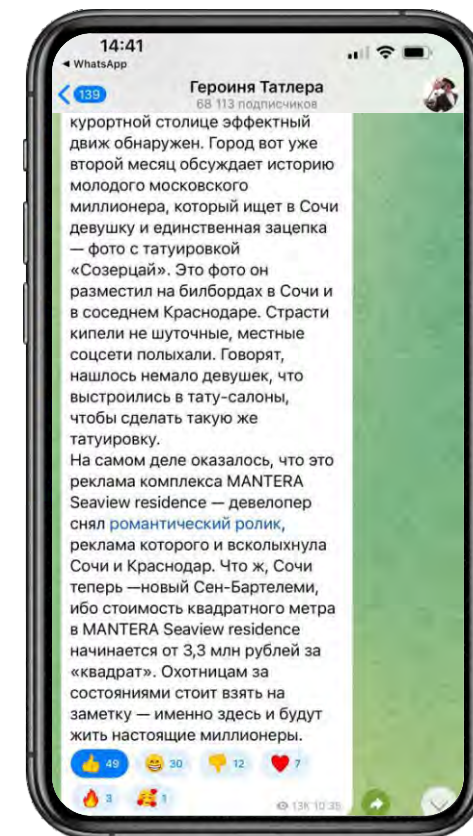 14:41
◄ WhatsApp
139
Героиня Татлера
68 113 подписчиков
курортной столице эффектный
движ обнаружен. Город вот уже
второй месяц обсуждает историю
молодого московского
миллионера, который ищет в Сочи
девушку и единственная зацепка
— фото с татуировкой
«Созерцай». Это фото он
разместил на билбордах в Сочи и
в соседнем Краснодаре. Страсти
кипели не шуточные, местные
соцсети полыхали. Говорят,
нашлось немало девушек, что
выстроились в тату-салоны,
чтобы сделать такую же
татуировку.
На самом деле оказалось, что это
реклама комплекса MANTERA
Seaview residence — девелопер
снял романтический ролик,
реклама которого и всколыхнула
Сочи и Краснодар. Что ж, Сочи
теперь —новый Сен-Бартелеми,
ибо стоимость квадратного метра
в MANTERA Seaview residence
начинается от 3,3 млн рублей за
«квадрат». Охотницам за
состояниями стоит взять на
заметку — именно здесь и будут
жить настоящие миллионеры.
49 30 12 7
3 1 13K 10:35